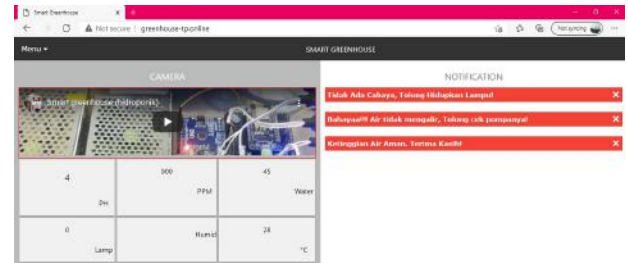 Smart Greenhouse
Not secure
greenhouse-tp.online
Not syncing
Menu
SMART GREENHOUSE
CAMERA
Smart greenhouse (hidroponik)
4
PH
300
PPM
45
Water
0
Lamp
Humid
28
°C
NOTIFICATION
Tidak Ada Cahaya, Tolong Hidupkan Lampu!
Bahayaa!!! Air tidak mengalir, Tolong cek pompanya!
Ketinggian Air Aman. Terima Kasih!